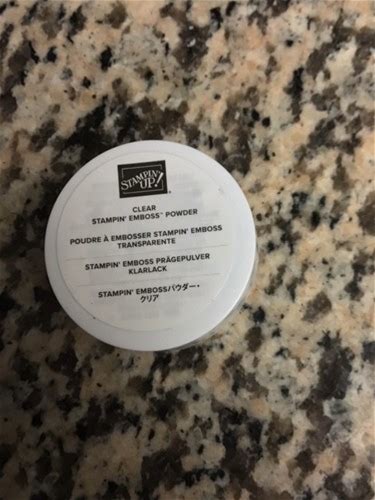 STAMPIN'
UP!®
CLEAR
STAMPIN' EMBOSS™ POWDER
POUDRE À EMBOSSER STAMPIN' EMBOSS
TRANSPARENTE
STAMPIN' EMBOSS PRÄGEPULVER
KLARLACK
STAMPIN' EMBOSSパウダー・
クリア